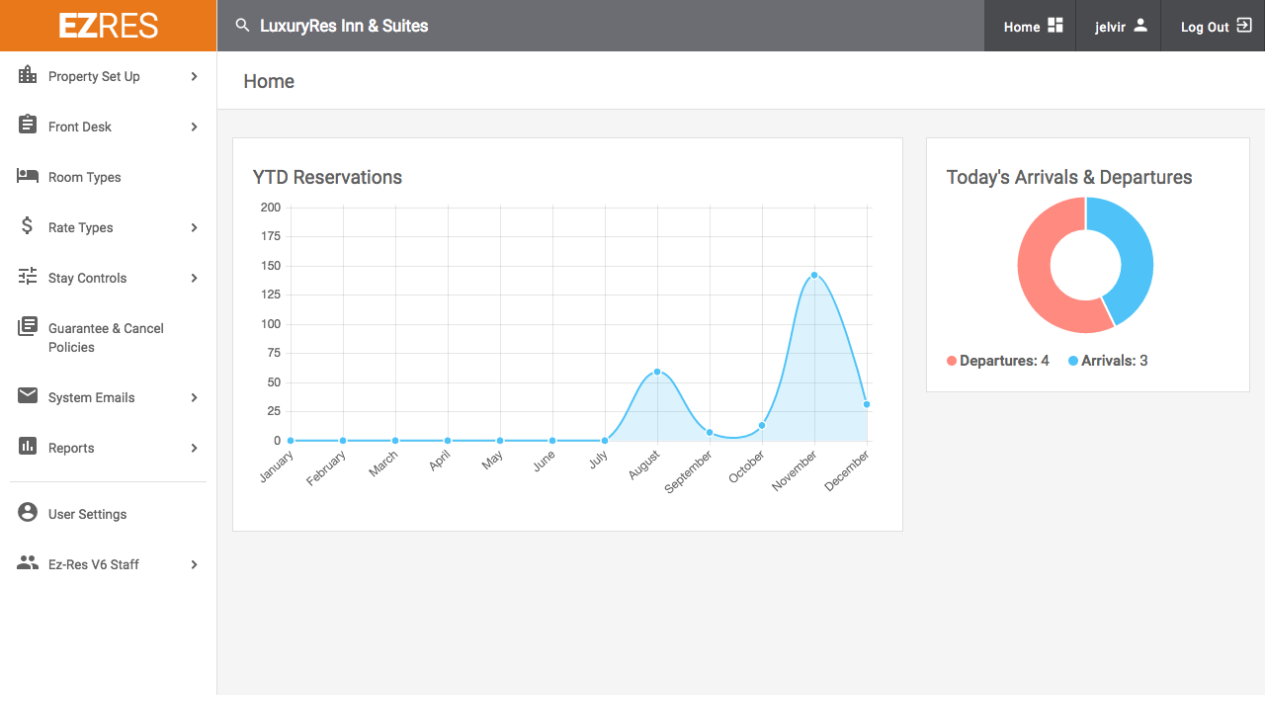 EZRES
LuxuryRes Inn & Suites
Home
jelvir
Log Out
Property Set Up
Front Desk
Room Types
Rate Types
Stay Controls
Guarantee & Cancel
Policies
System Emails
Reports
User Settings
Ez-Res V6 Staff
Home
YTD Reservations
200
175
150
125
100
75
50
25
0
January
February
March
April
May
June
July
August
September
October
November
December
Today's Arrivals & Departures
Departures: 4
Arrivals: 3